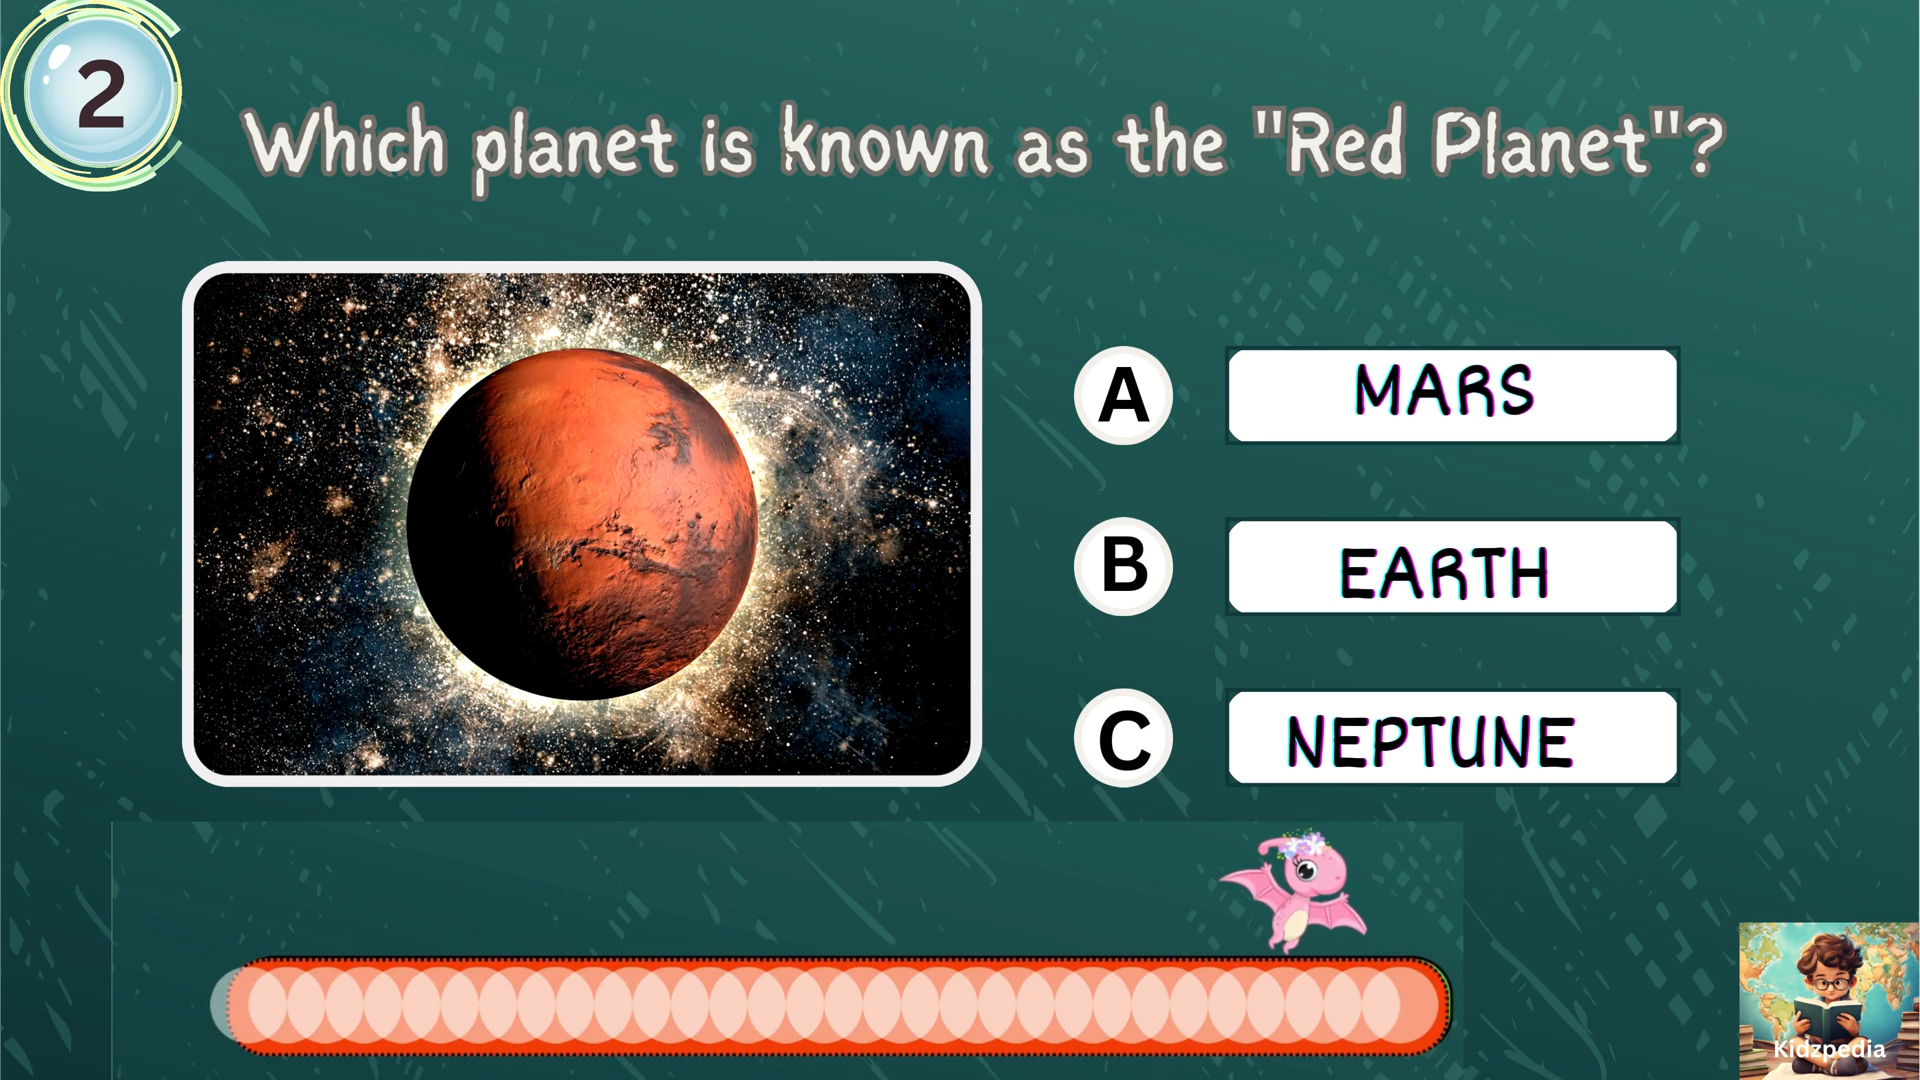 2
Which planet is known as the "Red Planet"?
A MARS
B EARTH
C NEPTUNE
Kidzpedia